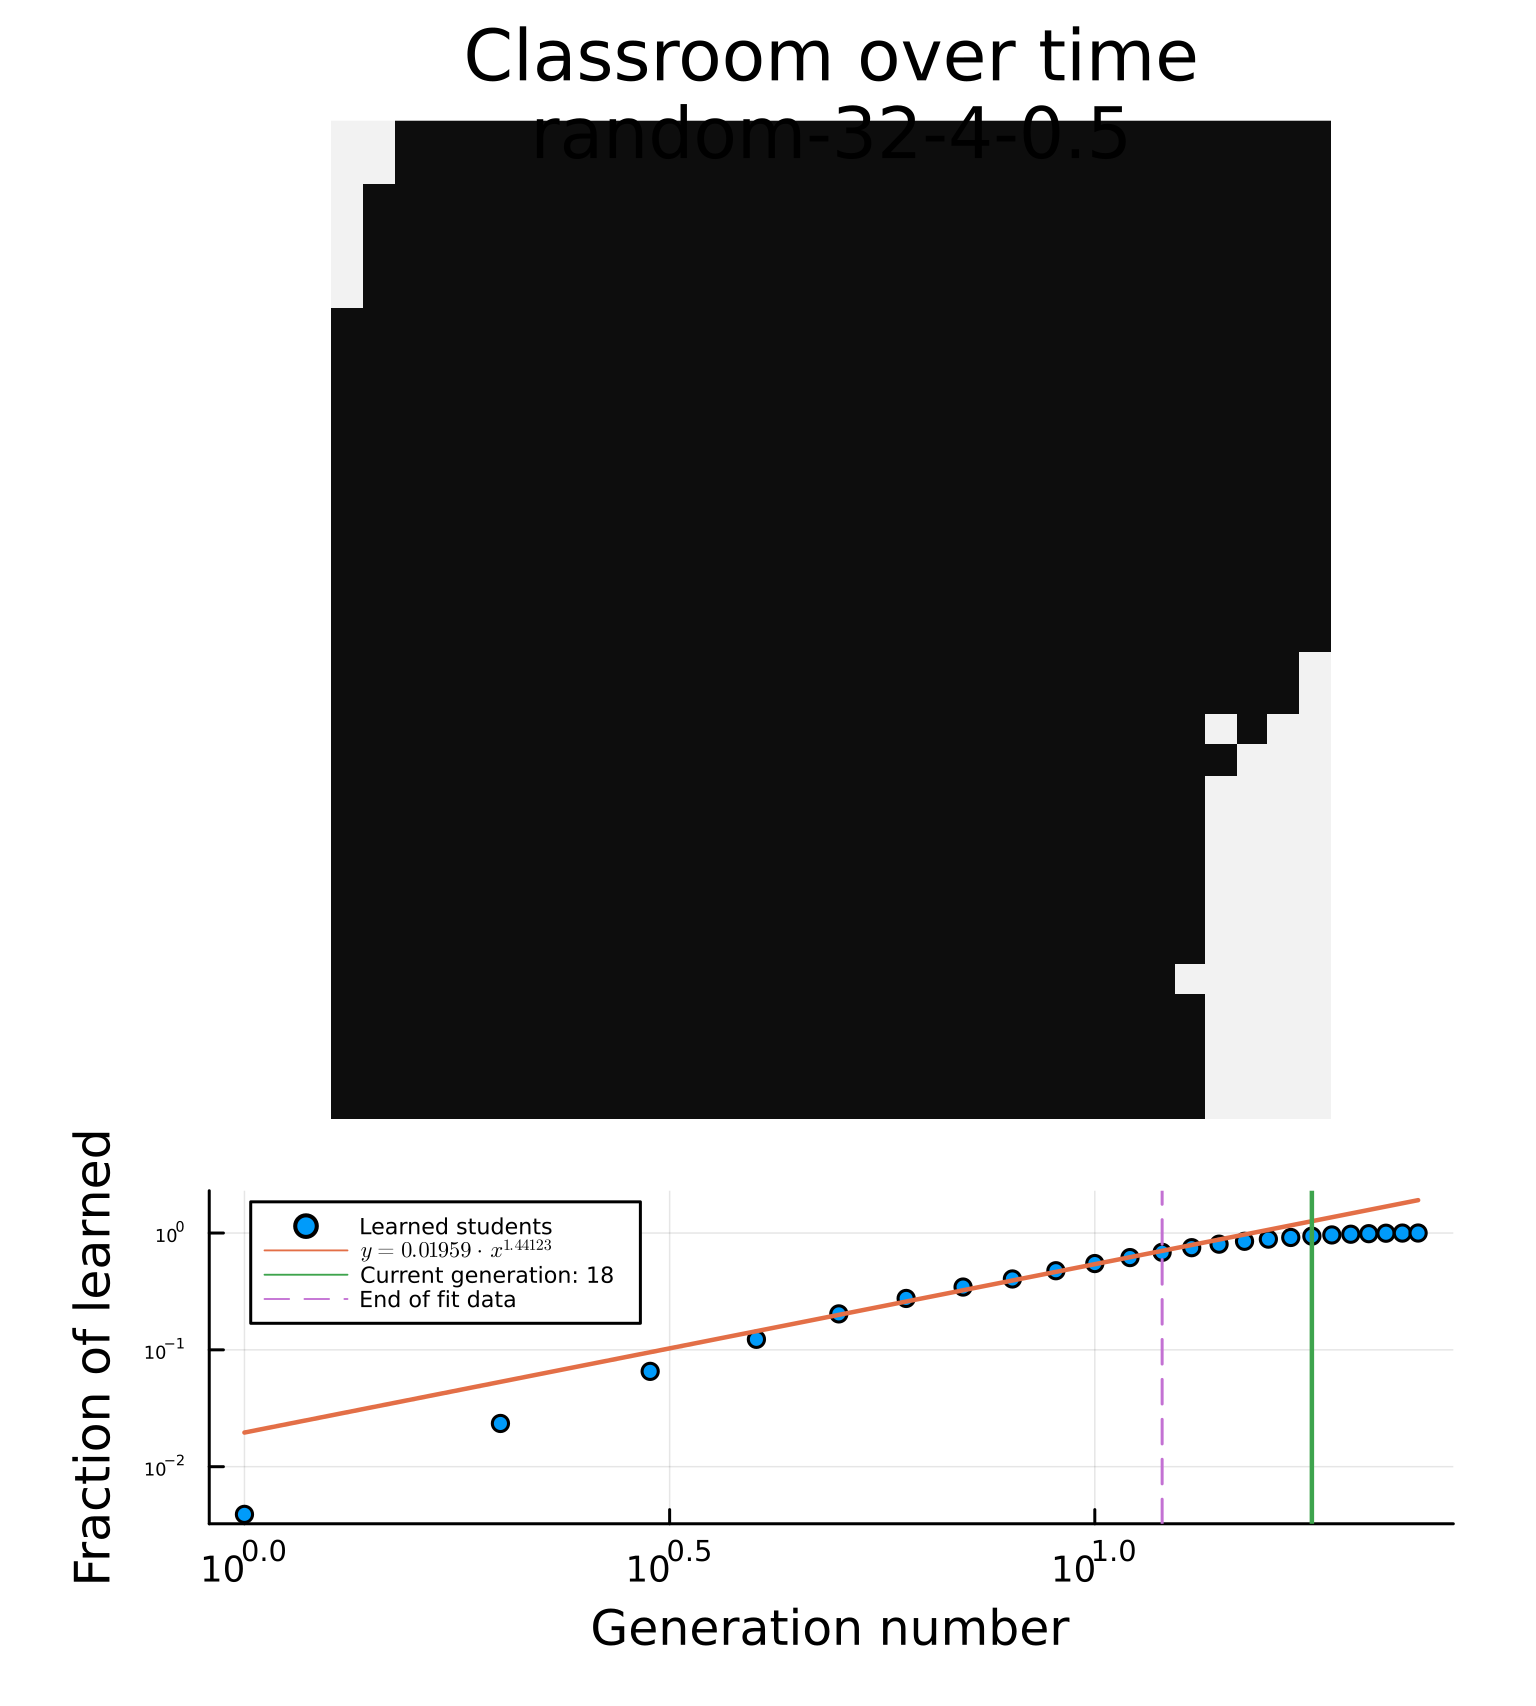 Classroom over time
random-32-4-0.5
Fraction of learned
10⁰
10⁻¹
10⁻²
Learned students
y = 0.01959 · x^1.44123
Current generation: 18
End of fit data
10^0.0
10^0.5
10^1.0
Generation number